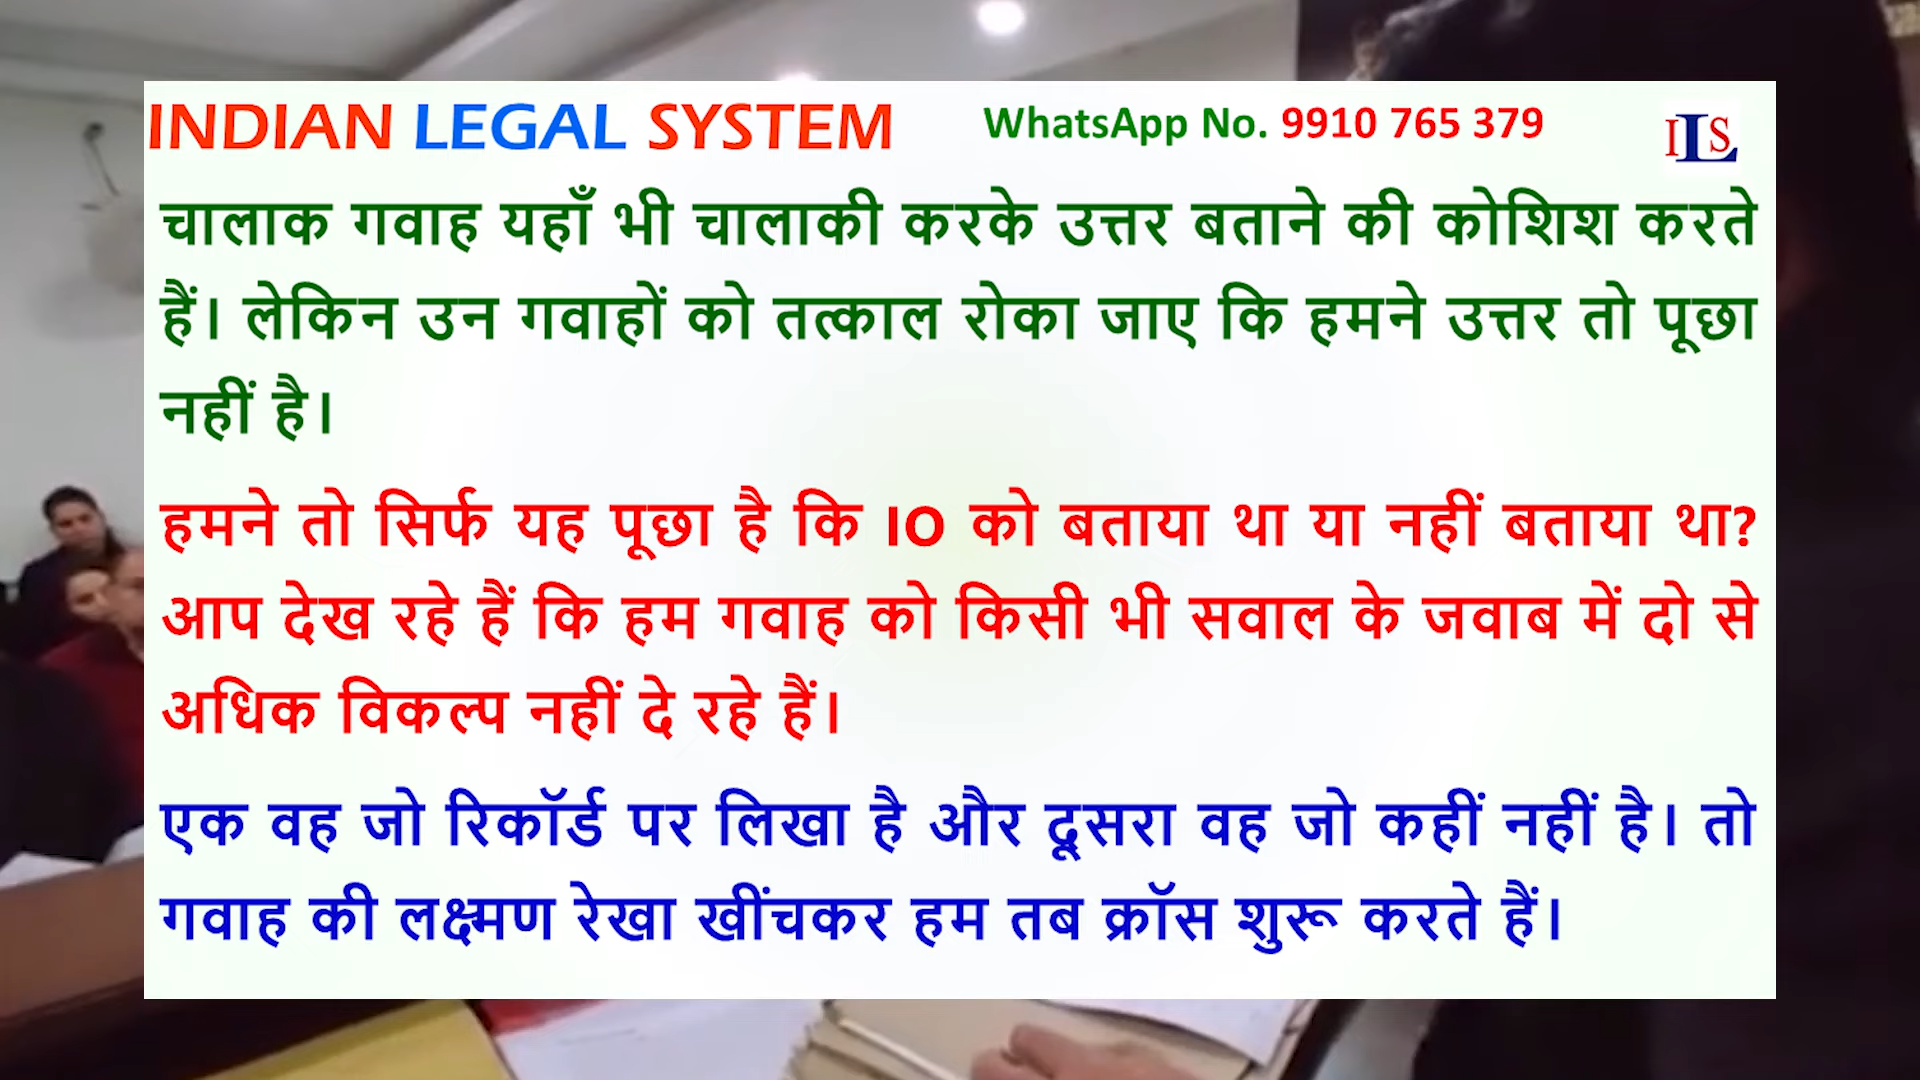 INDIAN LEGAL SYSTEM WhatsApp No. 9910 765 379 ILS
चालाक गवाह यहाँ भी चालाकी करके उत्तर बताने की कोशिश करते
हैं। लेकिन उन गवाहों को तत्काल रोका जाए कि हमने उत्तर तो पूछा
नहीं है।
हमने तो सिर्फ यह पूछा है कि IO को बताया था या नहीं बताया था?
आप देख रहे हैं कि हम गवाह को किसी भी सवाल के जवाब में दो से
अधिक विकल्प नहीं दे रहे हैं।
एक वह जो रिकॉर्ड पर लिखा है और दूसरा वह जो कहीं नहीं है। तो
गवाह की लक्ष्मण रेखा खींचकर हम तब क्रॉस शुरू करते हैं।